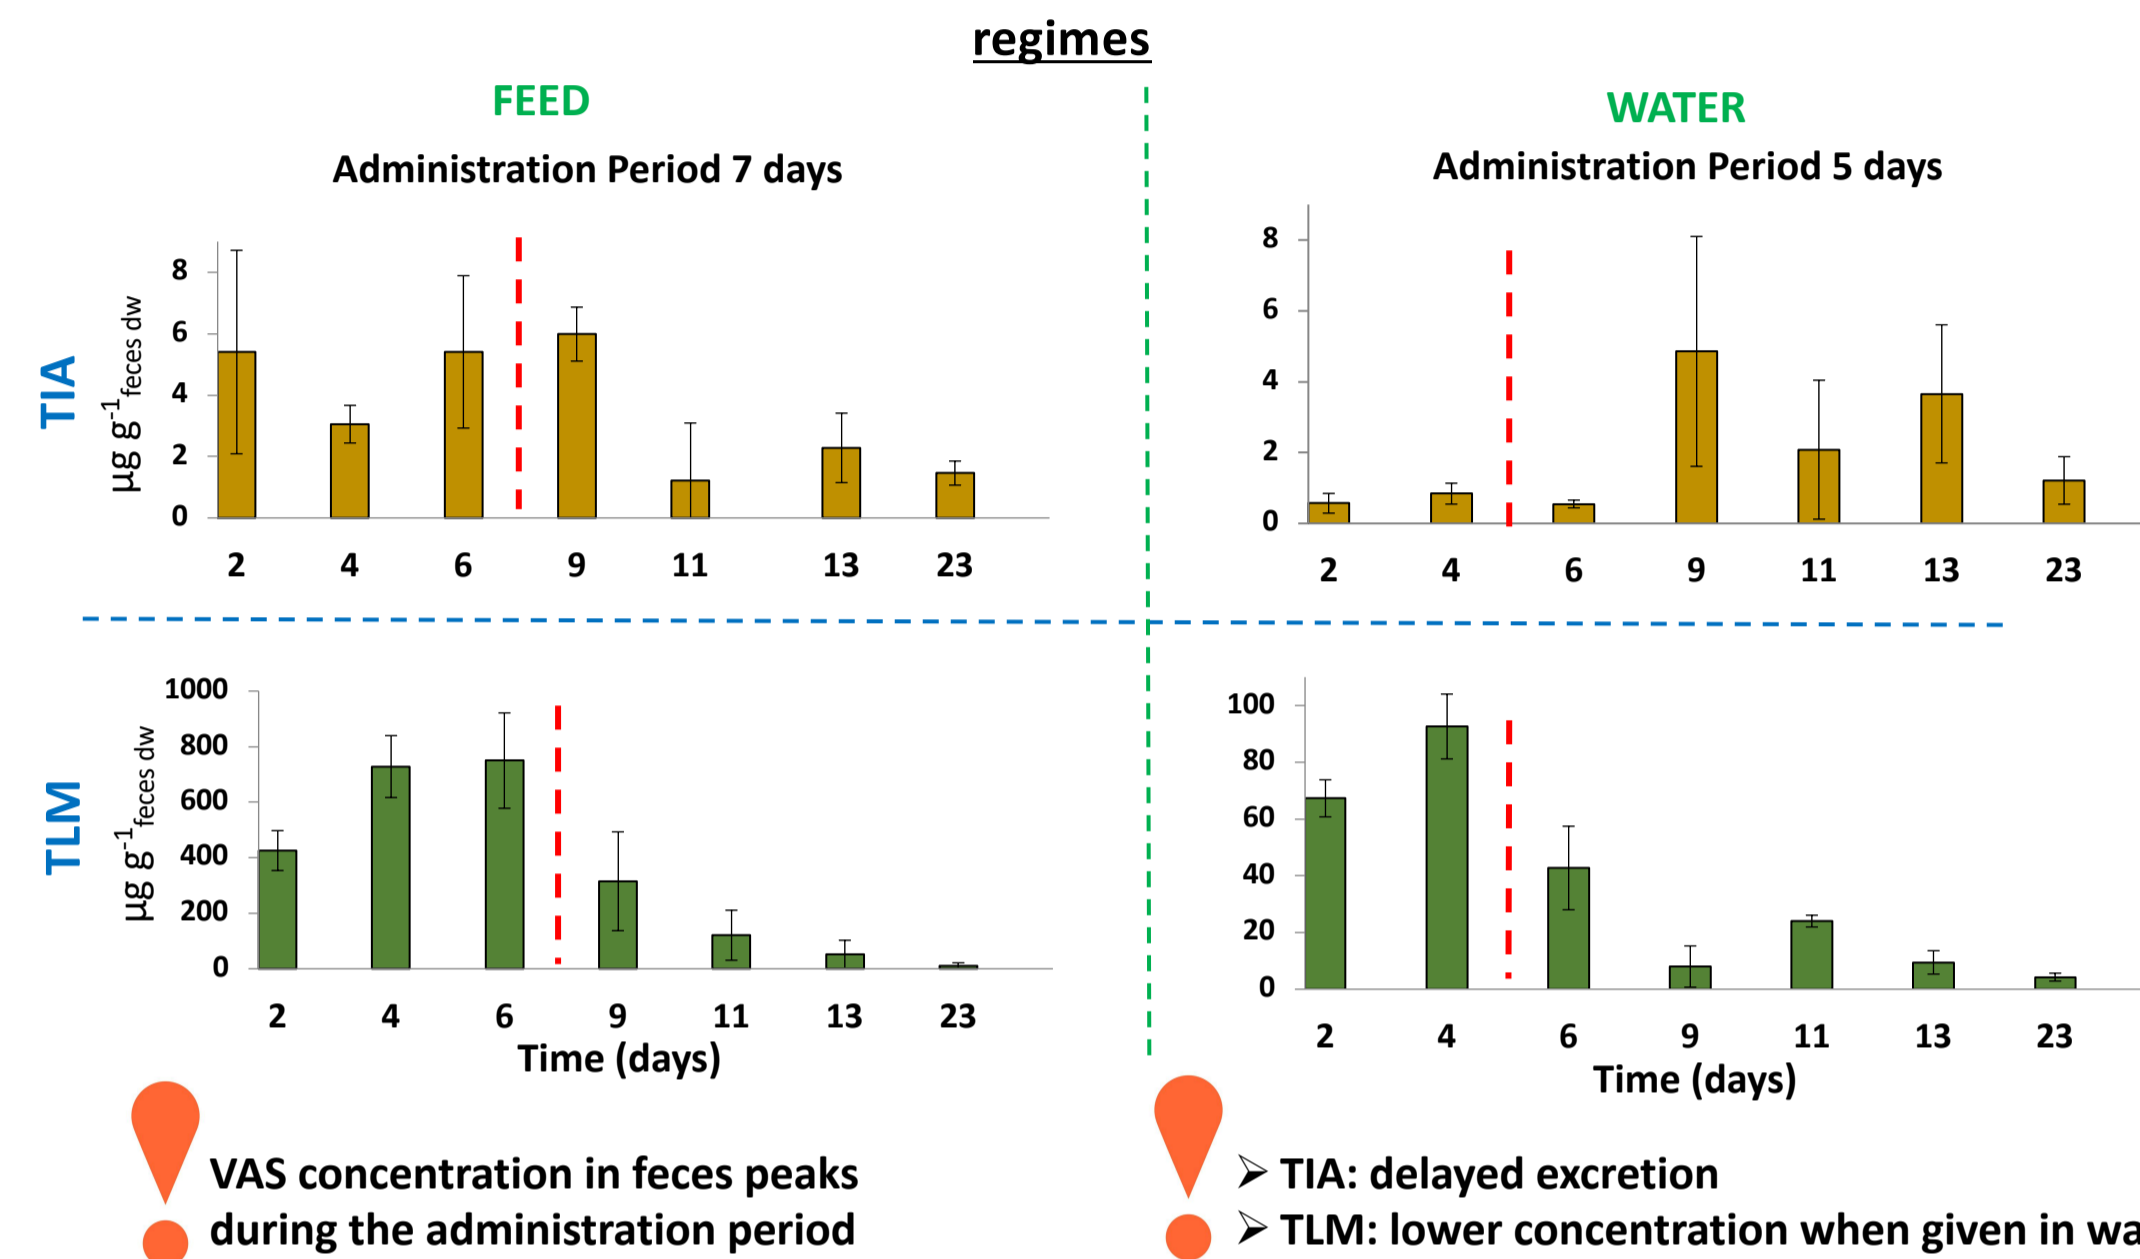 regimes
FEED
Administration Period 7 days
TIA
µg g-1 feces dw
8
6
4
2
0
2 4 6 9 11 13 23
WATER
Administration Period 5 days
8
6
4
2
0
2 4 6 9 11 13 23
TLM
µg g-1 feces dw
1000
800
600
400
200
0
2 4 6 9 11 13 23
Time (days)
100
80
60
40
20
0
2 4 6 9 11 13 23
Time (days)
VAS concentration in feces peaks
during the administration period
➢ TIA: delayed excretion
➢ TLM: lower concentration when given in wa